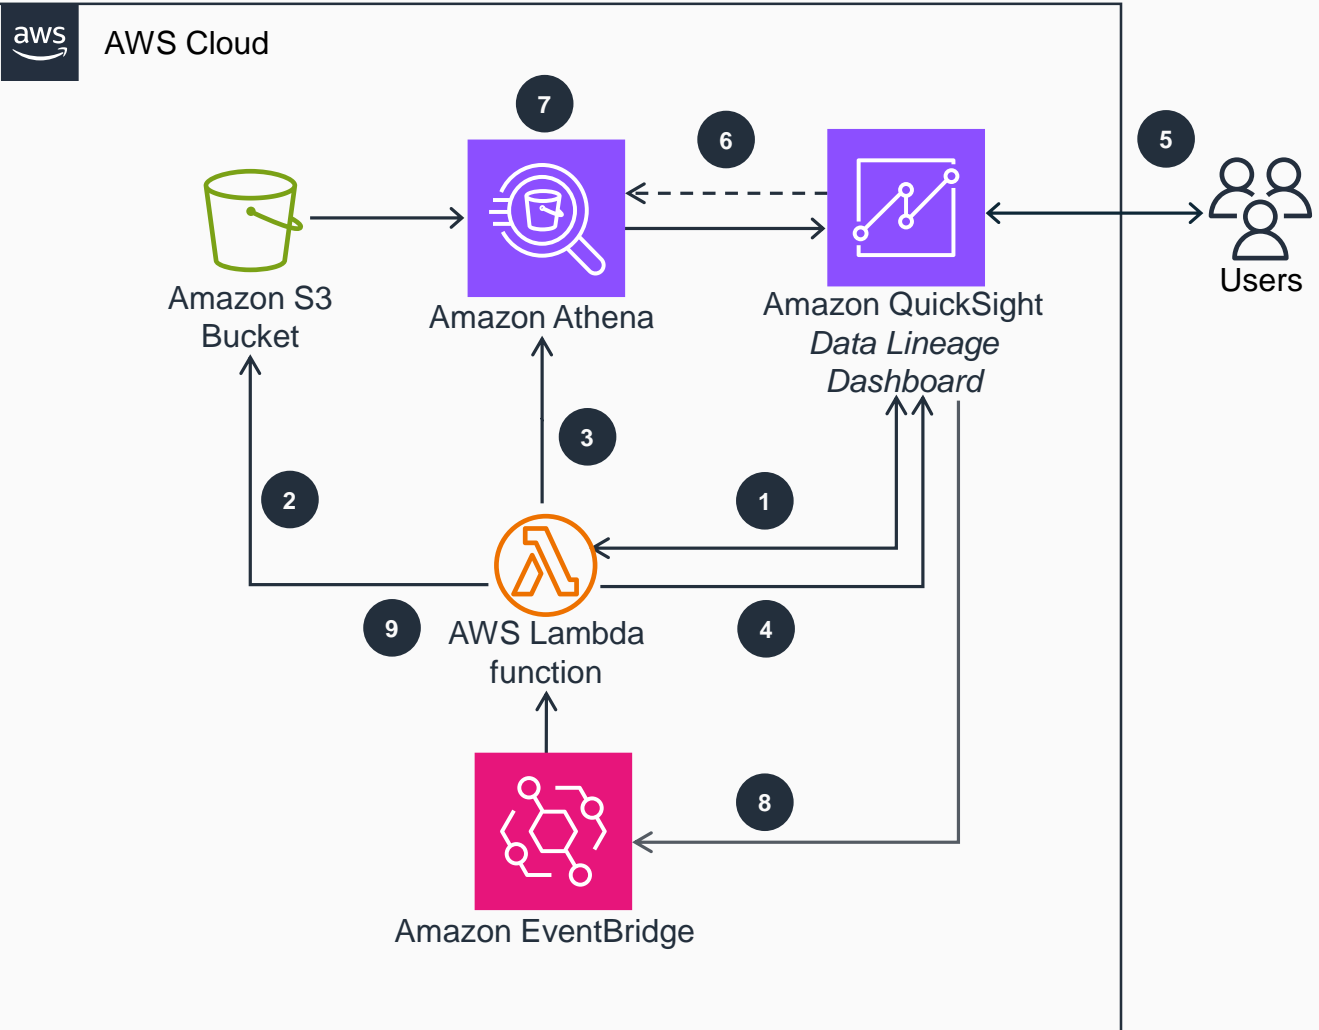 aws
AWS Cloud
7
6
5
Amazon S3
Bucket
Amazon Athena
Amazon QuickSight
Data Lineage
Dashboard
Users
3
2
1
9
4
AWS Lambda
function
8
Amazon EventBridge